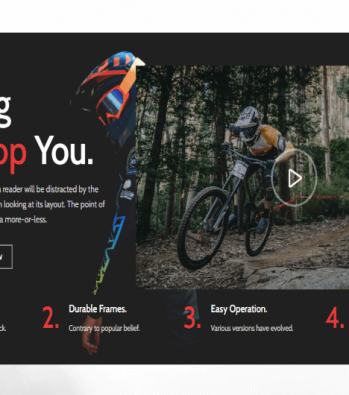 g
op You.
reader will be distracted by the
looking at its layout. The point of
a more-or-less.
2.
Durable Frames.
Contrary to popular belief.
3.
Easy Operation.
Various versions have evolved.
4.
ck.